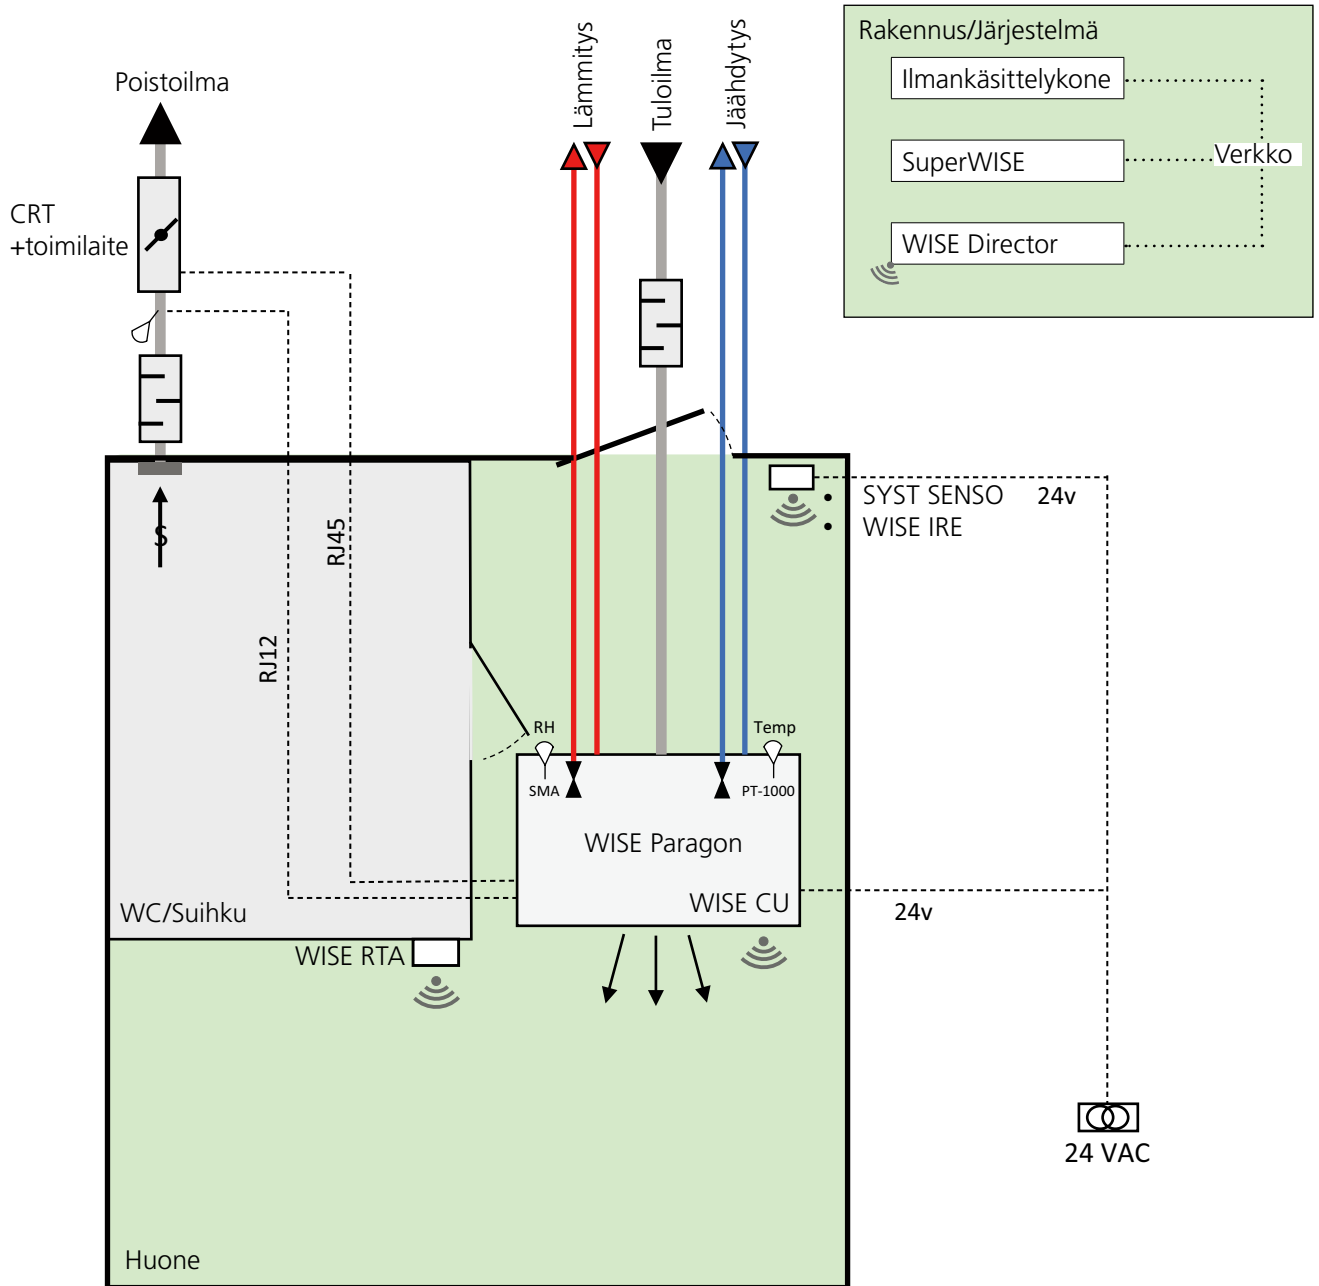 Rakennus/Järjestelmä
Ilmankäsittelykone
SuperWISE
Verkko
WISE Director
Poistoilma
Lämmitys
Tuloilma
Jäähdytys
CRT
+toimilaite
S
RJ45
RJ12
SYST SENSO
24v
WISE IRE
RH
Temp
SMA
PT-1000
WISE Paragon
WISE CU
24v
WC/Suihku
WISE RTA
24 VAC
Huone